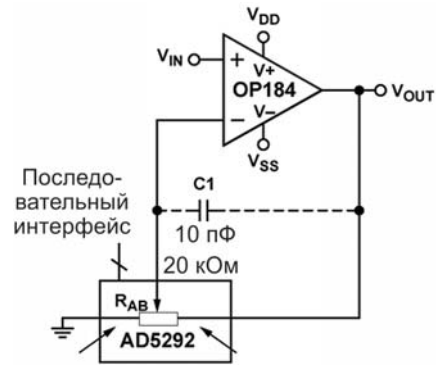 V_DD
V_IN
+
V+
OP184
V_OUT
−
V−
V_SS
Последо-
вательный
интерфейс
C1
10 пФ
20 кОм
R_AB
AD5292